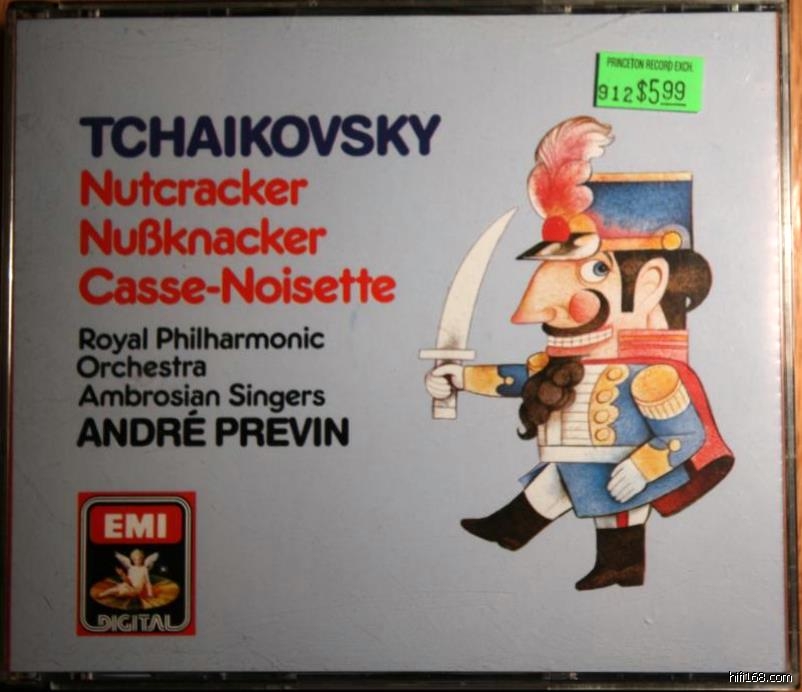 PRINCETON RECORD EXCH.
912 $5.99
TCHAIKOVSKY
Nutcracker
Nußknacker
Casse-Noisette
Royal Philharmonic
Orchestra
Ambrosian Singers
ANDRÉ PREVIN
EMI
DIGITAL
hifi168.com